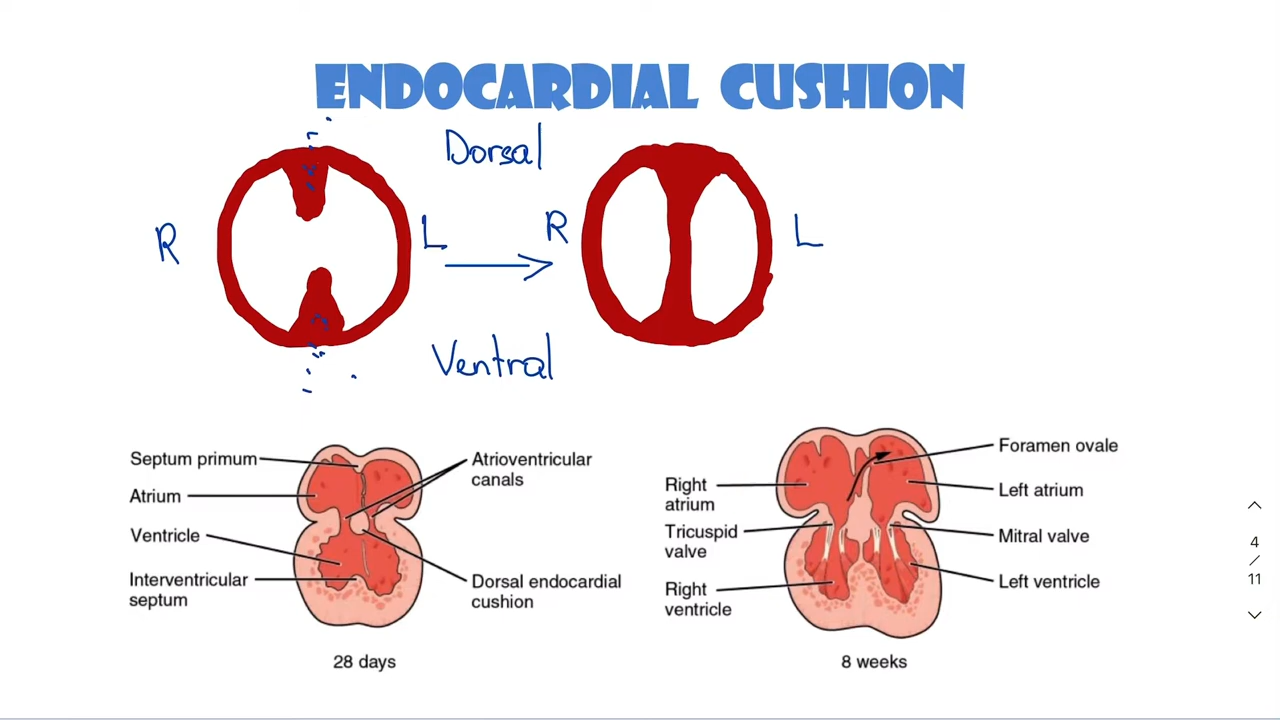 ENDOCARDIAL CUSHION
Dorsal
R
L
R
L
Ventral
Septum primum
Atrium
Ventricle
Interventricular
septum
Atrioventricular
canals
Dorsal endocardial
cushion
28 days
Right
atrium
Tricuspid
valve
Right
ventricle
Foramen ovale
Left atrium
Mitral valve
Left ventricle
8 weeks
4
/
11